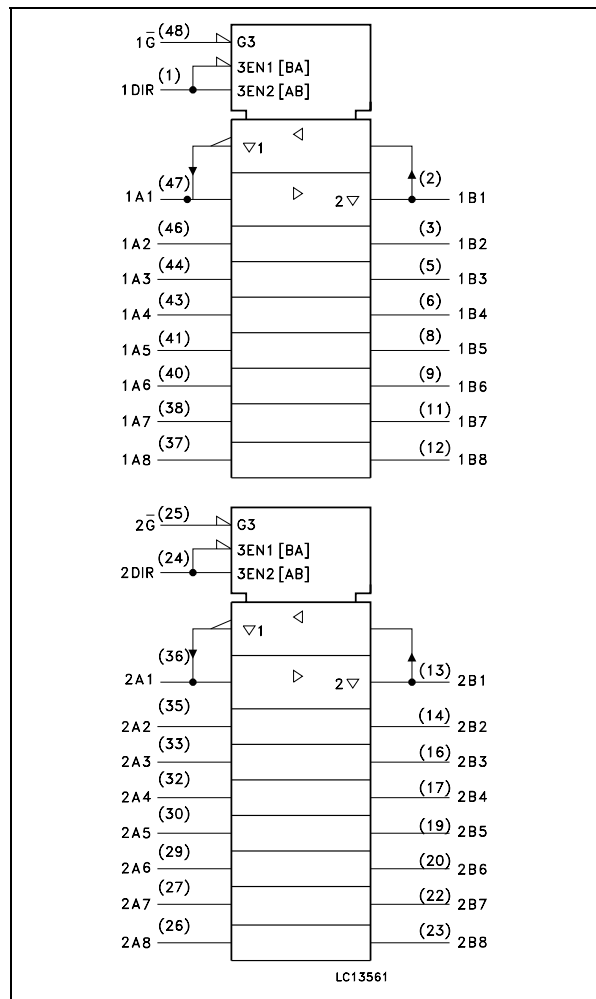 1G̅ (48) G3
3EN1 [BA]
1DIR (1) 3EN2 [AB]
▽1 ◁
1A1 (47) ▷ 2▽ (2) 1B1
1A2 (46) (3) 1B2
1A3 (44) (5) 1B3
1A4 (43) (6) 1B4
1A5 (41) (8) 1B5
1A6 (40) (9) 1B6
1A7 (38) (11) 1B7
1A8 (37) (12) 1B8
2G̅ (25) G3
3EN1 [BA]
2DIR (24) 3EN2 [AB]
▽1 ◁
2A1 (36) ▷ 2▽ (13) 2B1
2A2 (35) (14) 2B2
2A3 (33) (16) 2B3
2A4 (32) (17) 2B4
2A5 (30) (19) 2B5
2A6 (29) (20) 2B6
2A7 (27) (22) 2B7
2A8 (26) (23) 2B8
LC13561